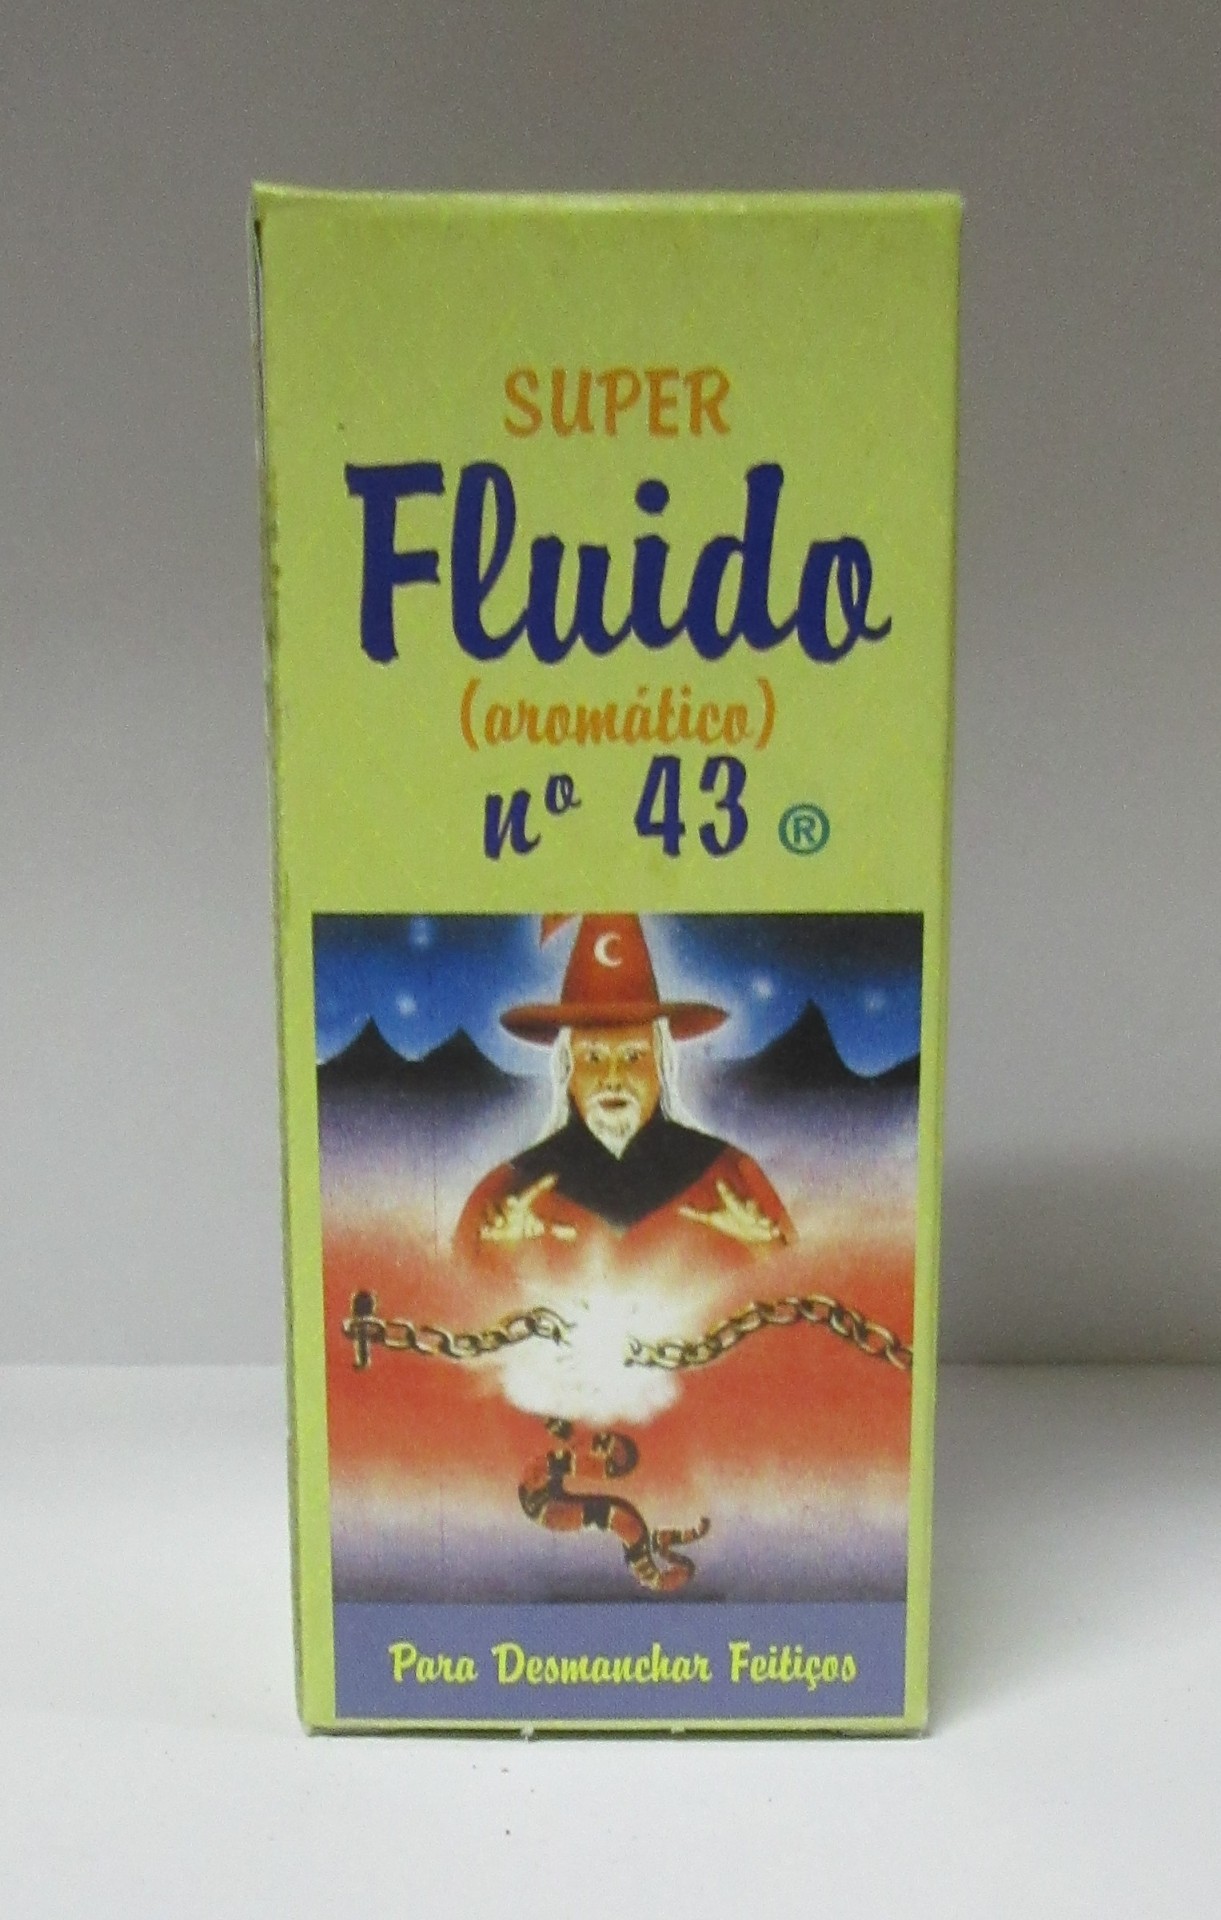 SUPER
Fluido
(aromático)
nº 43 ®
Para Desmanchar Feitiços